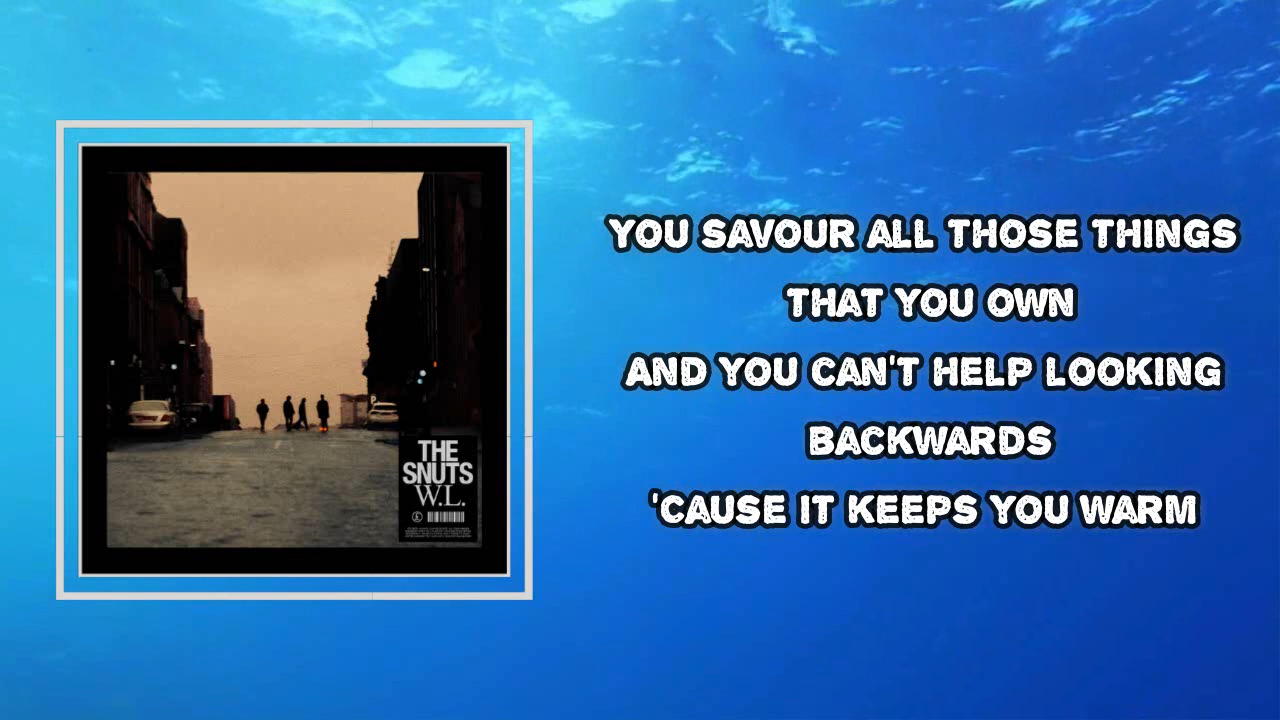 YOU SAVOUR ALL THOSE THINGS
THAT YOU OWN
AND YOU CAN'T HELP LOOKING
BACKWARDS
'CAUSE IT KEEPS YOU WARM
THE
SNUTS
W.L.